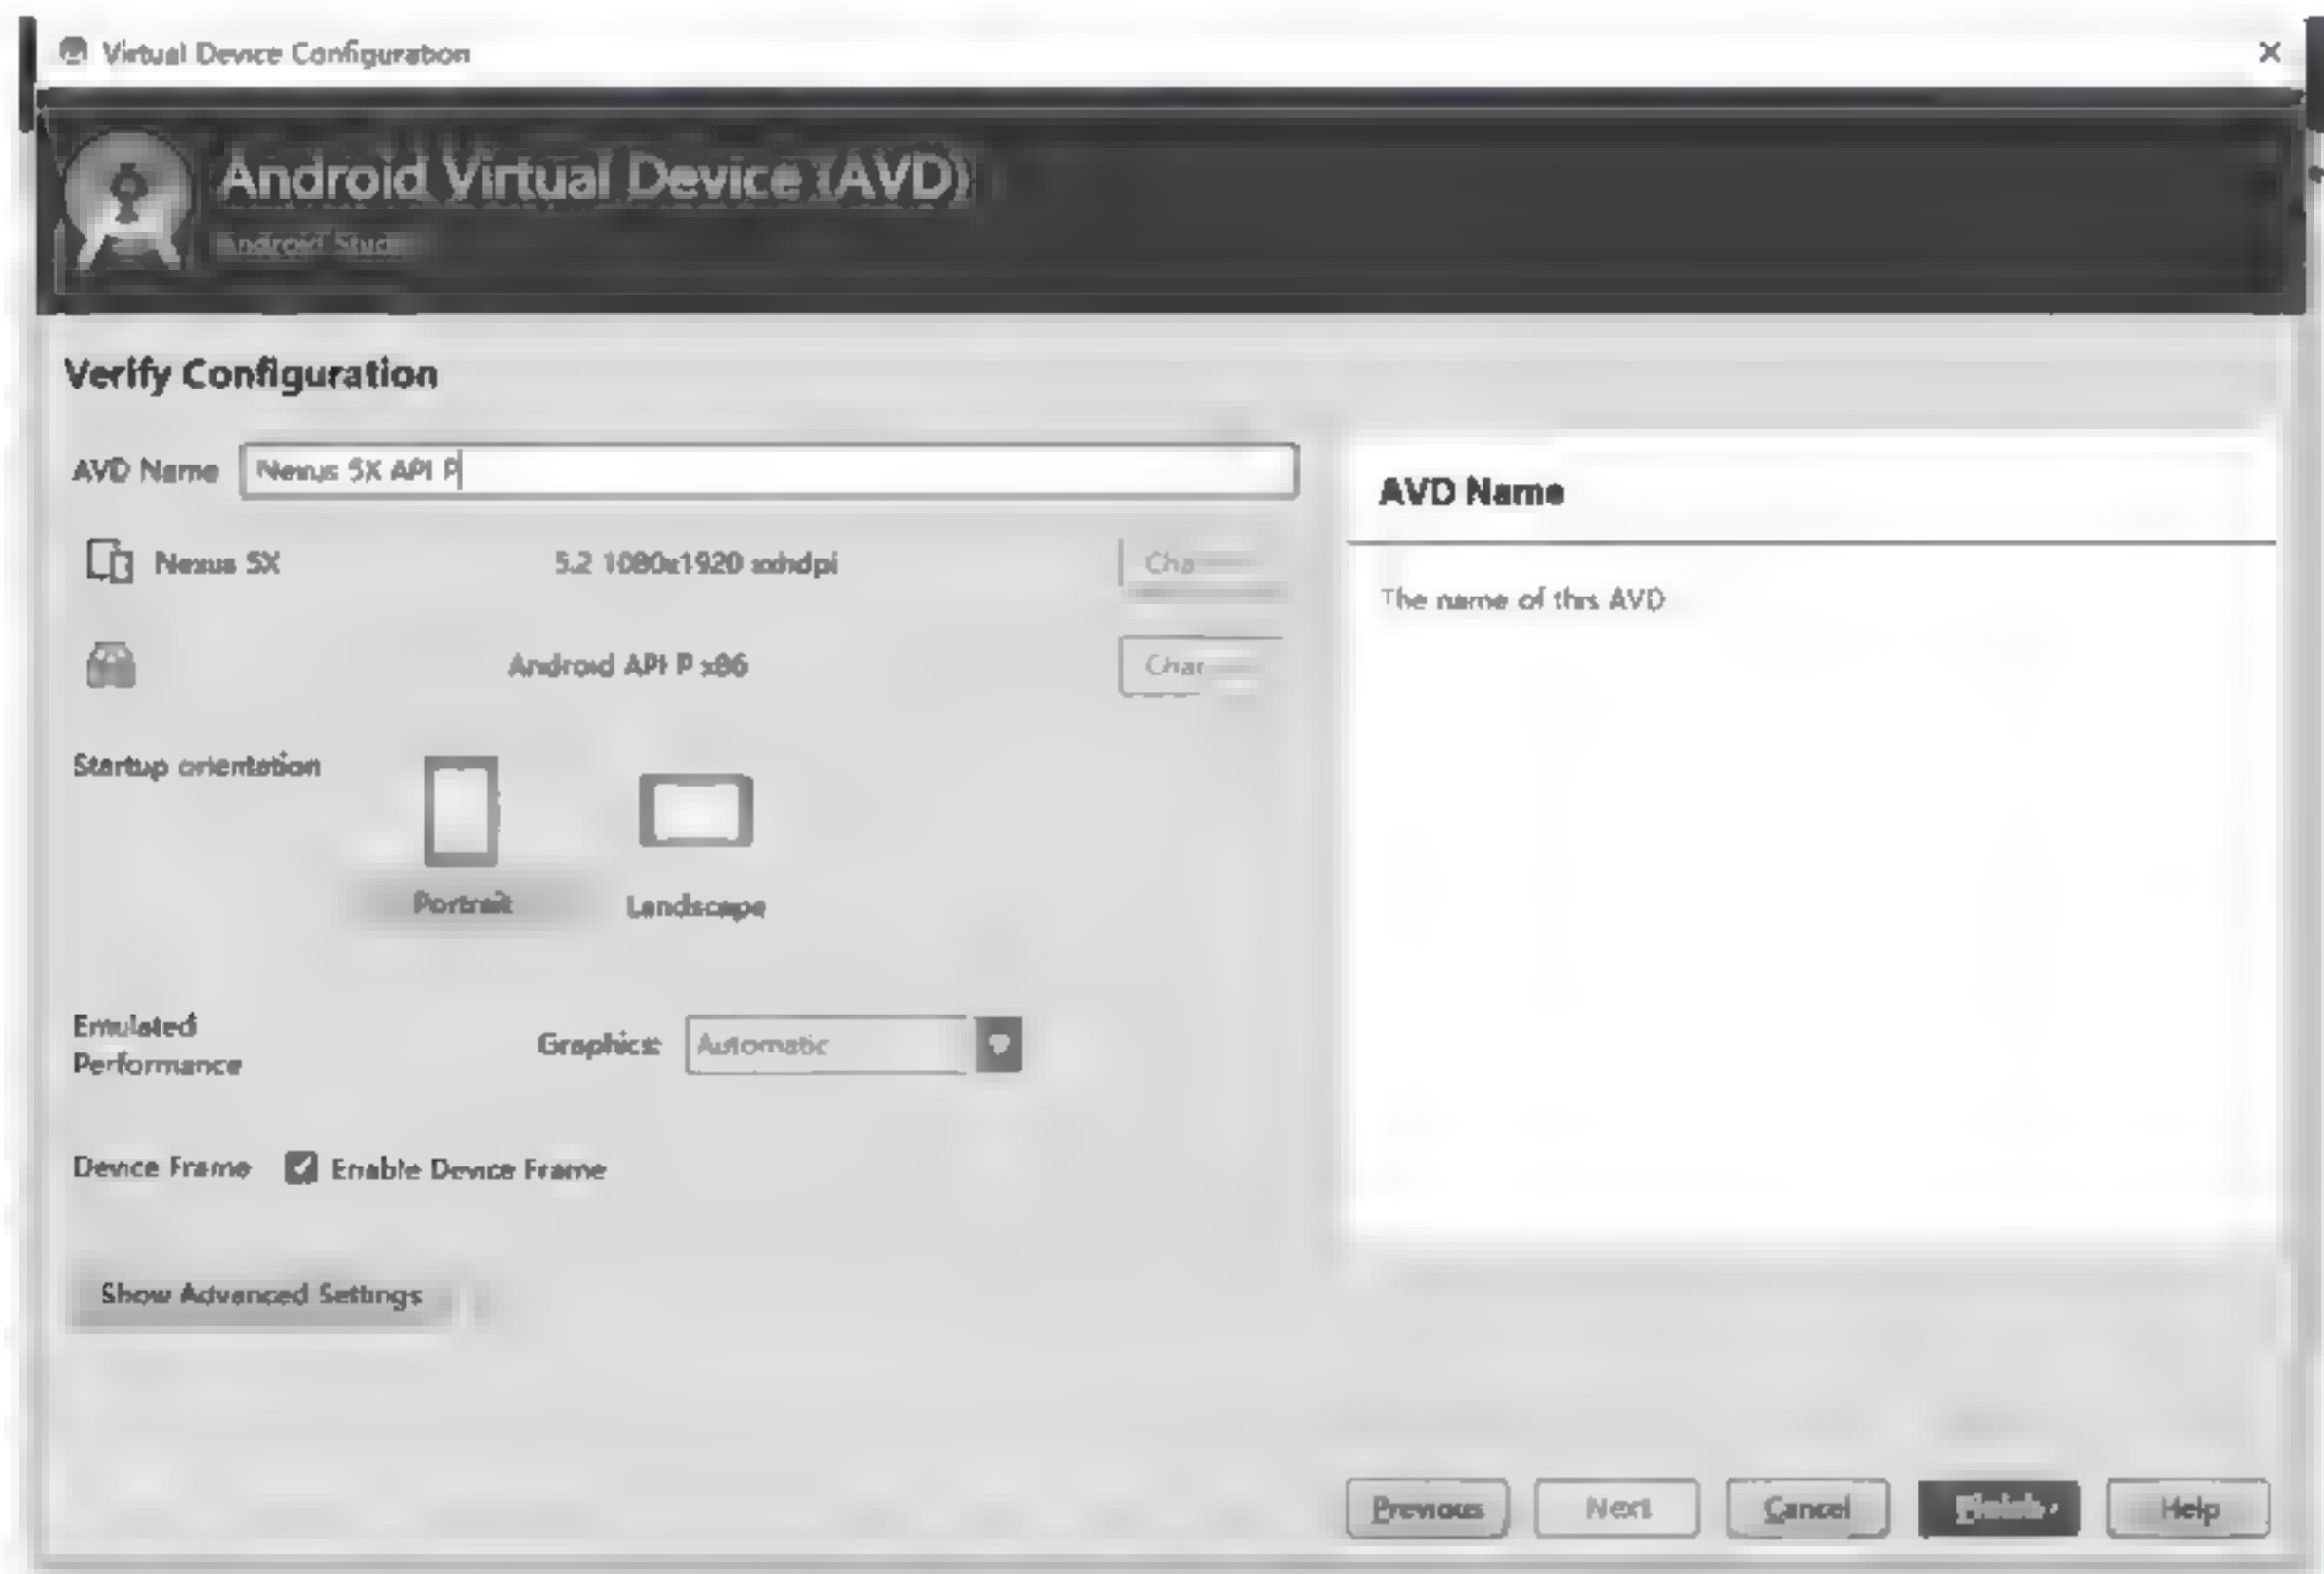 Virtual Device Configuration
Android Virtual Device (AVD)
Android
Verify Configuration
AVD Name Nexus 5X API P
AVD Name
Nexus 5X 5.2 1080x1920 xxhdpi
The name of this AVD
Android API P x86
Startup orientation
Portrait Landscape
Emulated
Performance
Graphics: Automatic
Device Frame Enable Device Frame
Show Advanced Settings
Previous Next Cancel Finish Help